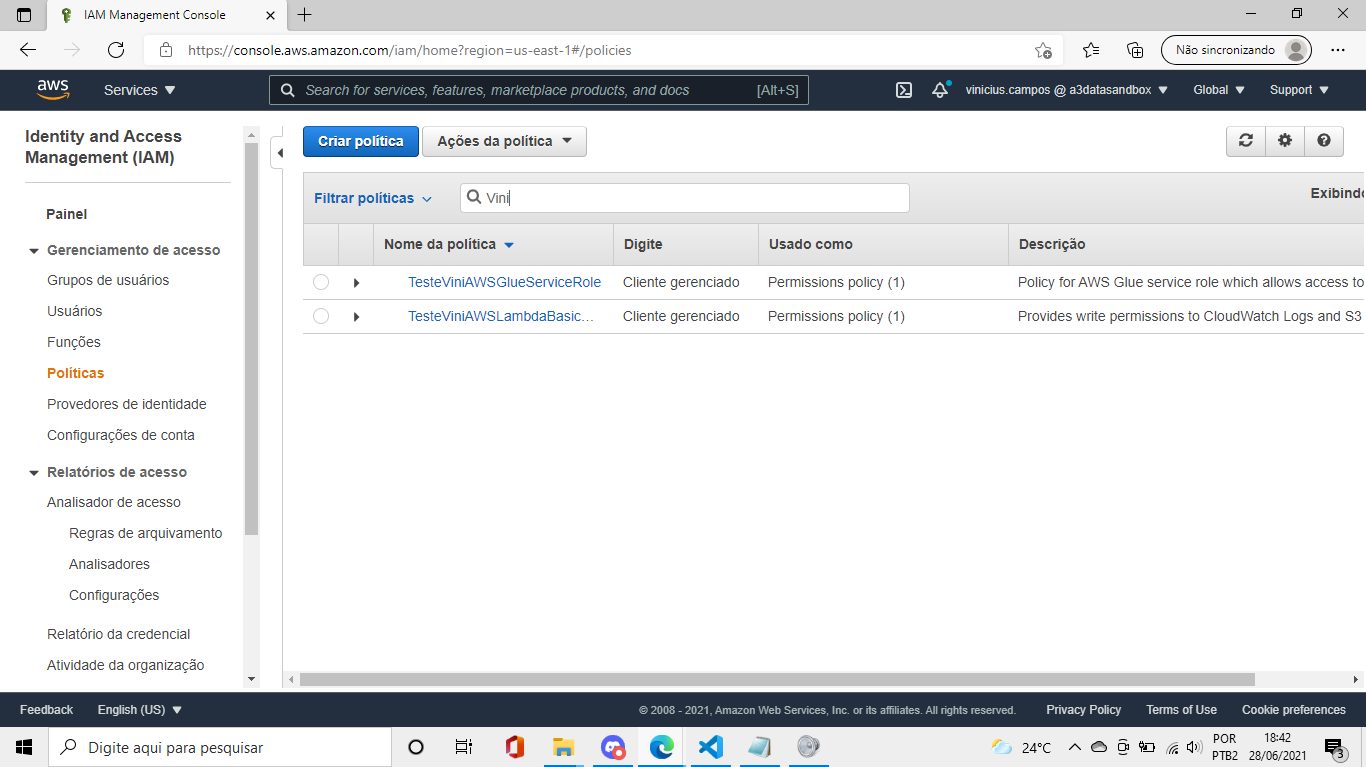 IAM Management Console
https://console.aws.amazon.com/iam/home?region=us-east-1#/policies
Não sincronizando
aws
Services
Search for services, features, marketplace products, and docs
[Alt+S]
vinicius.campos @ a3datasandbox
Global
Support
Identity and Access
Management (IAM)
Painel
Gerenciamento de acesso
Grupos de usuários
Usuários
Funções
Políticas
Provedores de identidade
Configurações de conta
Relatórios de acesso
Analisador de acesso
Regras de arquivamento
Analisadores
Configurações
Relatório da credencial
Atividade da organização
Criar política
Ações da política
Filtrar políticas
Vini
Exibindo
Nome da política
Digite
Usado como
Descrição
TesteViniAWSGlueServiceRole
Cliente gerenciado
Permissions policy (1)
Policy for AWS Glue service role which allows access to
TesteViniAWSLambdaBasic...
Cliente gerenciado
Permissions policy (1)
Provides write permissions to CloudWatch Logs and S3
Feedback
English (US)
© 2008 - 2021, Amazon Web Services, Inc. or its affiliates. All rights reserved.
Privacy Policy
Terms of Use
Cookie preferences
Digite aqui para pesquisar
24°C
POR
PTB2
18:42
28/06/2021
3